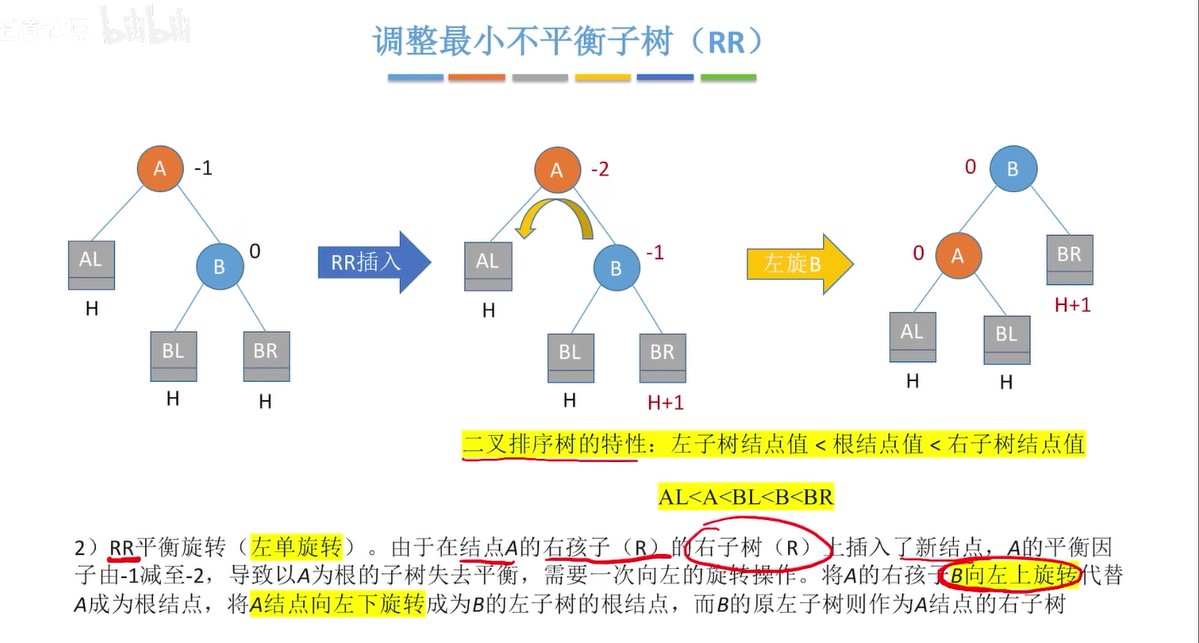 bilibili
调整最小不平衡子树（RR）
A -1
AL
H
B 0
BL
H
BR
H
RR插入
A -2
AL
H
B -1
BL
H
BR
H+1
左旋B
0 B
0 A
BR
H+1
AL
H
BL
H
二叉排序树的特性：左子树结点值 < 根结点值 < 右子树结点值
AL<A<BL<B<BR
2）RR平衡旋转（左单旋转）。由于在结点A的右孩子（R）的右子树（R）上插入了新结点，A的平衡因
子由-1减至-2，导致以A为根的子树失去平衡，需要一次向左的旋转操作。将A的右孩子B向左上旋转代替
A成为根结点，将A结点向左下旋转成为B的左子树的根结点，而B的原左子树则作为A结点的右子树